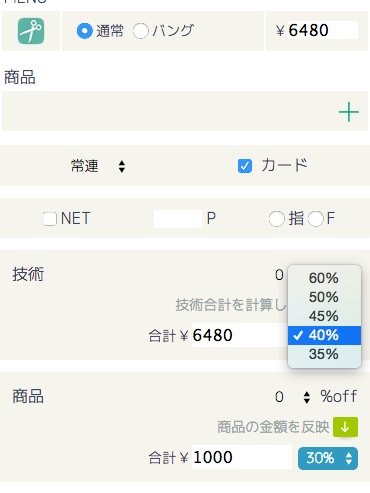 MENU
通常 バング ¥ 6480
商品
常連 カード
NET P 指 F
技術
0
60%
50%
45%
40%
35%
技術合計を計算し
合計 ¥ 6480
商品
0 %off
商品の金額を反映 ↓
合計 ¥ 1000 30%